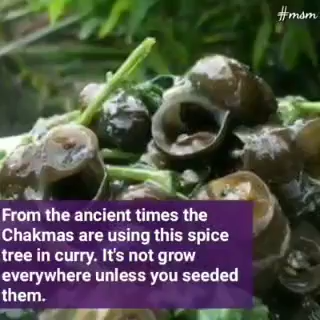 #msm
From the ancient times the
Chakmas are using this spice
tree in curry. It's not grow
everywhere unless you seeded
them.